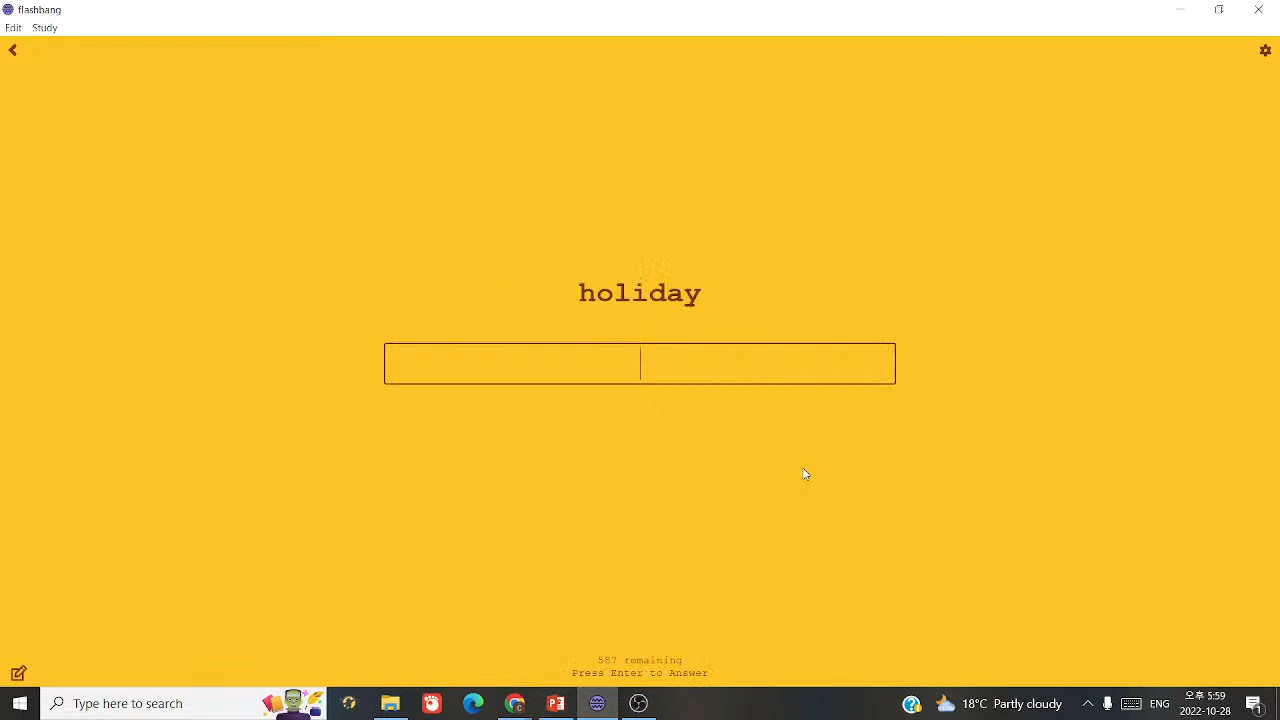 flashbang
Edit Study
holiday
587 remaining
Press Enter to Answer
Type here to search
18°C Partly cloudy
ENG
오후 5:59
2022-10-28
1